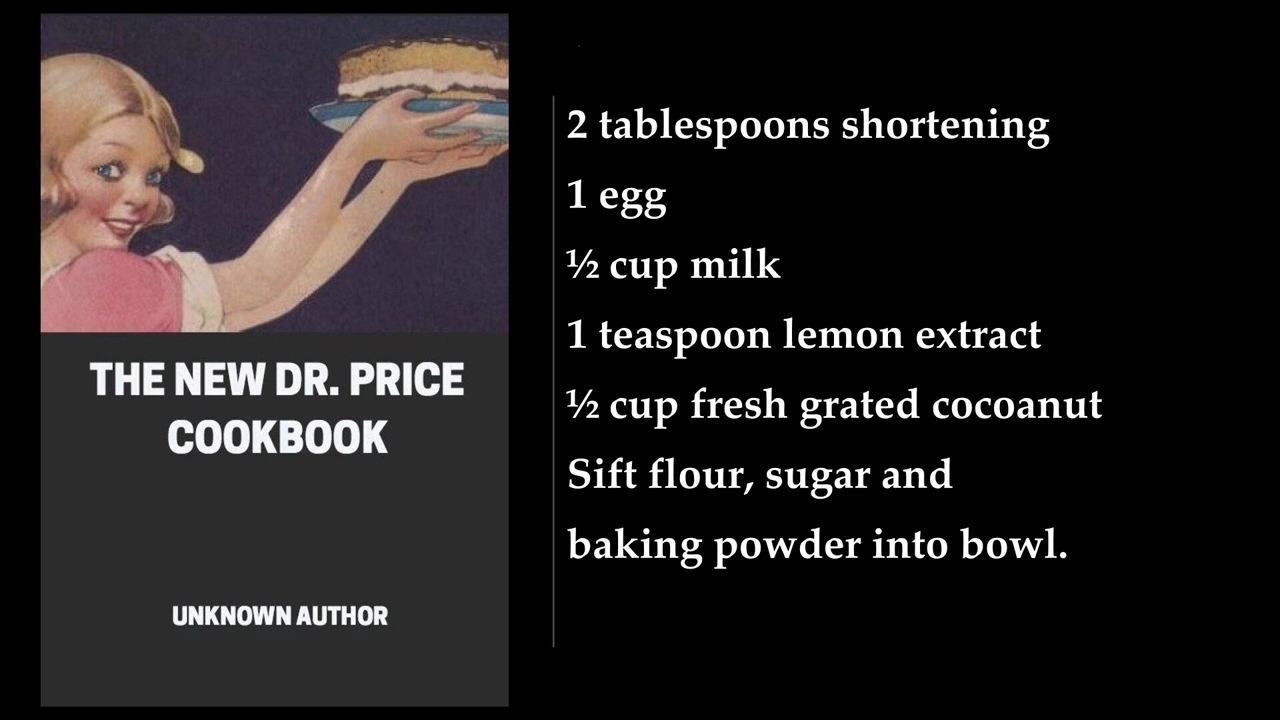 THE NEW DR. PRICE
COOKBOOK
UNKNOWN AUTHOR
2 tablespoons shortening
1 egg
½ cup milk
1 teaspoon lemon extract
½ cup fresh grated cocoanut
Sift flour, sugar and
baking powder into bowl.